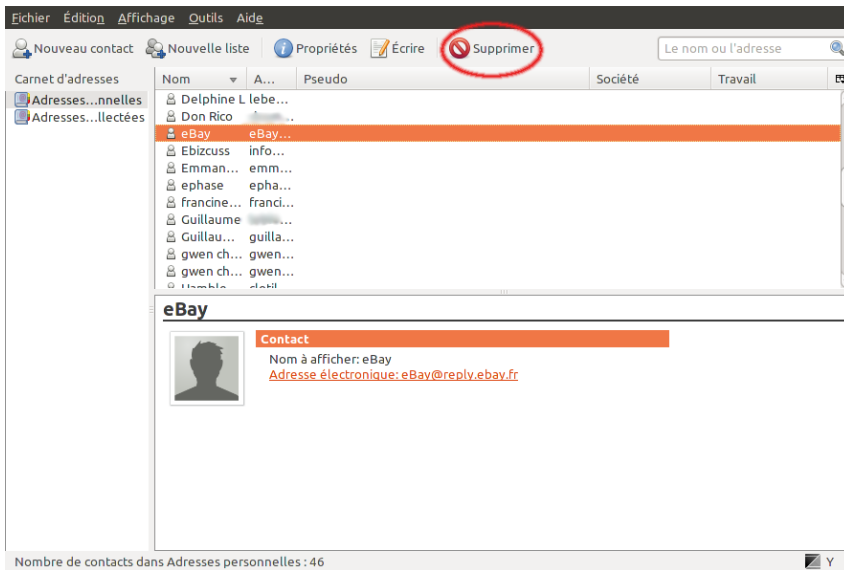 Fichier Édition Affichage Outils Aide
Nouveau contact Nouvelle liste Propriétés Écrire Supprimer Le nom ou l'adresse
Carnet d'adresses Nom A... Pseudo Société Travail
Adresses...nnelles
Adresses...llectées
Delphine L lebe...
Don Rico
eBay eBay...
Ebizcuss info...
Emman... emm...
ephase epha...
francine... franci...
Guillaume
Guillau... guilla...
gwen ch... gwen...
gwen ch... gwen...
eBay
Contact
Nom à afficher: eBay
Adresse électronique: eBay@reply.ebay.fr
Nombre de contacts dans Adresses personnelles : 46 Y